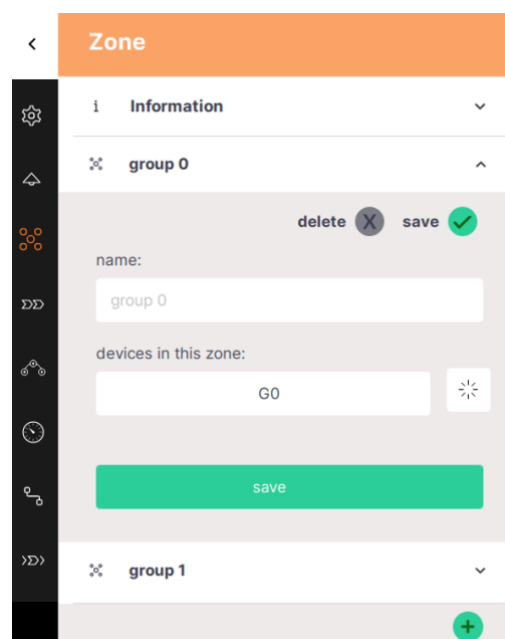 Zone
i Information
group 0
delete X save
name:
group 0
devices in this zone:
G0
save
group 1